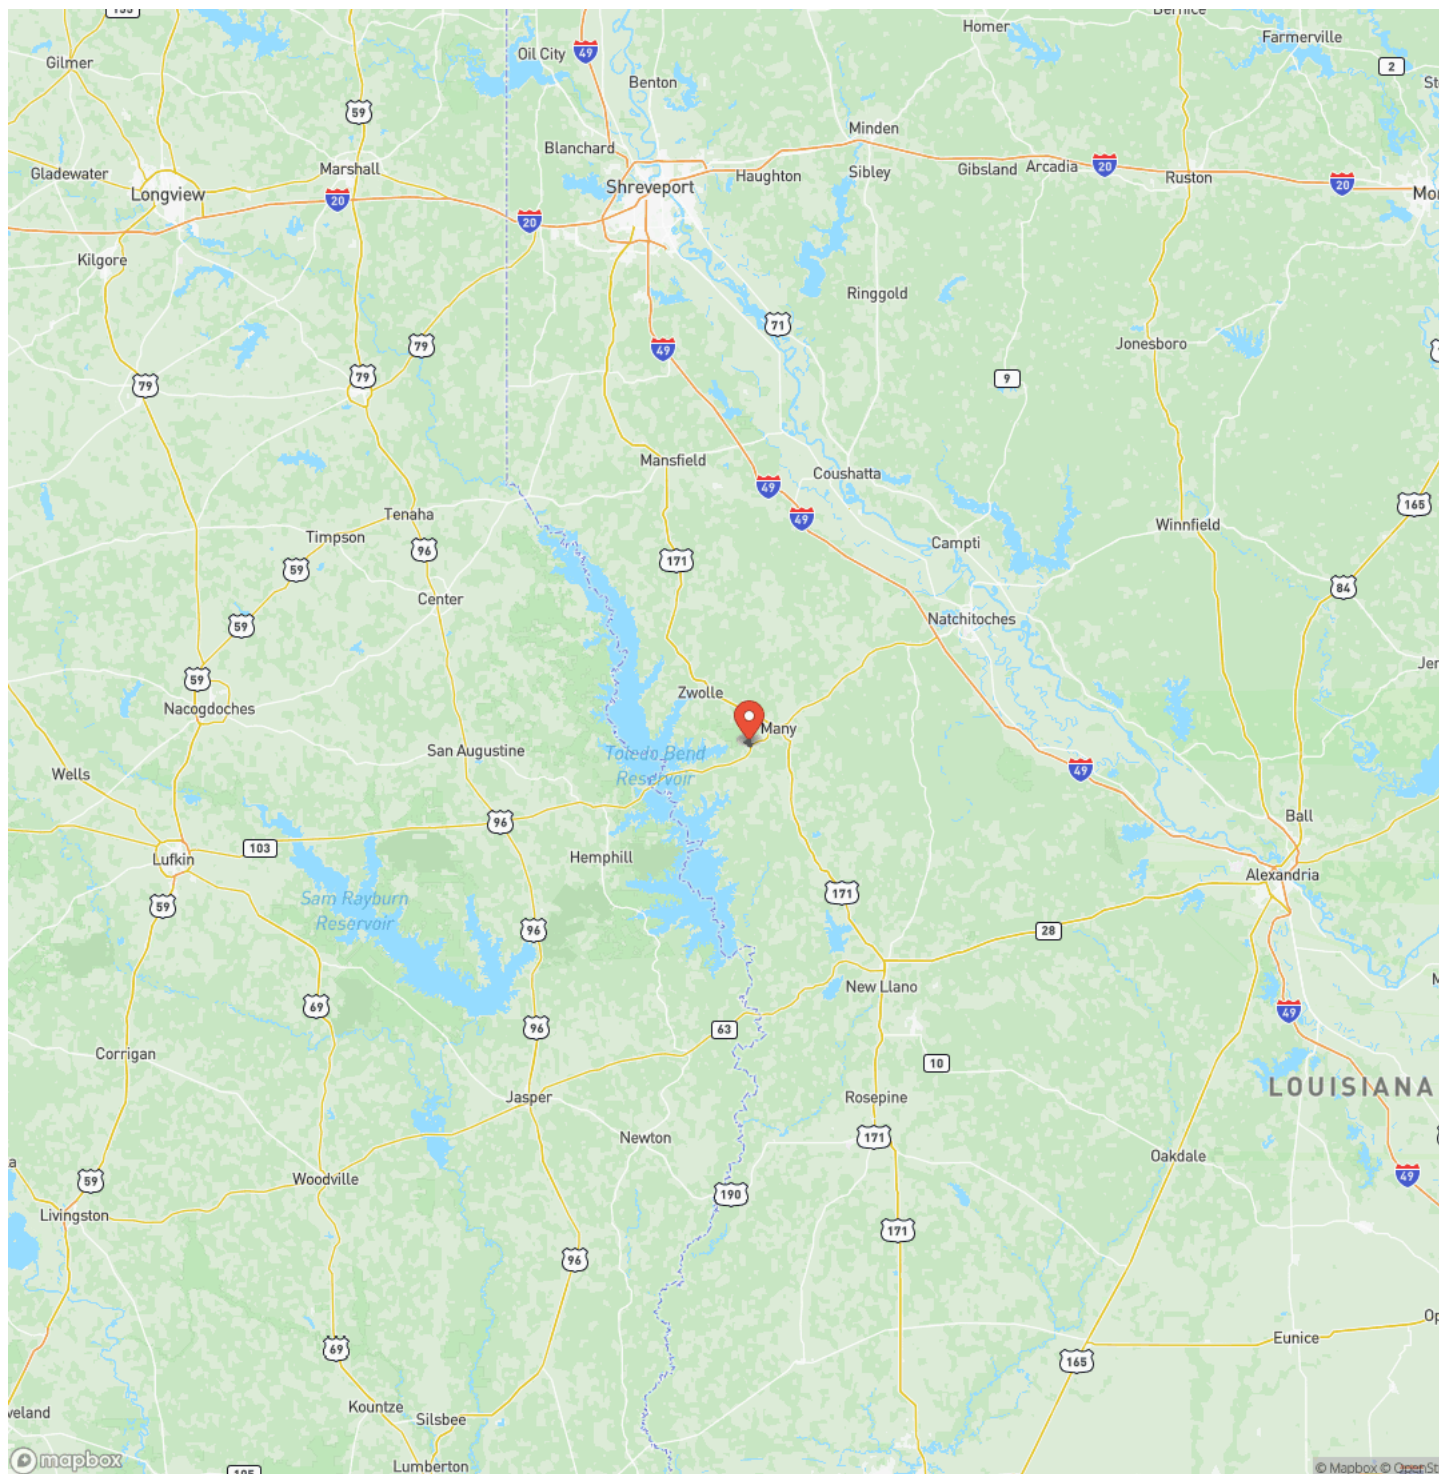 Bernice
Homer
Farmerville
Oil City
49
Gilmer
2
Benton
59
Minden
Blanchard
Marshall
Gladewater
Longview
20
Shreveport
Haughton
Sibley
Gibsland
Arcadia
20
Ruston
20
20
Kilgore
Ringgold
71
79
49
Jonesboro
79
79
9
Mansfield
Coushatta
49
49
165
Tenaha
Timpson
96
171
Campti
Winnfield
59
84
Center
59
Natchitoches
59
Nacogdoches
Zwolle
Many
San Augustine
Toledo Bend
Reservoir
Wells
49
96
103
Lufkin
Hemphill
Ball
Alexandria
59
Sam Rayburn
Reservoir
171
96
28
New Llano
69
96
63
49
Corrigan
10
LOUISIANA
Jasper
Rosepine
Newton
171
Oakdale
59
Woodville
190
49
Livingston
171
96
69
165
Eunice
Kountze
Silsbee
veland
mapbox
Lumberton
© Mapbox © OpenSt